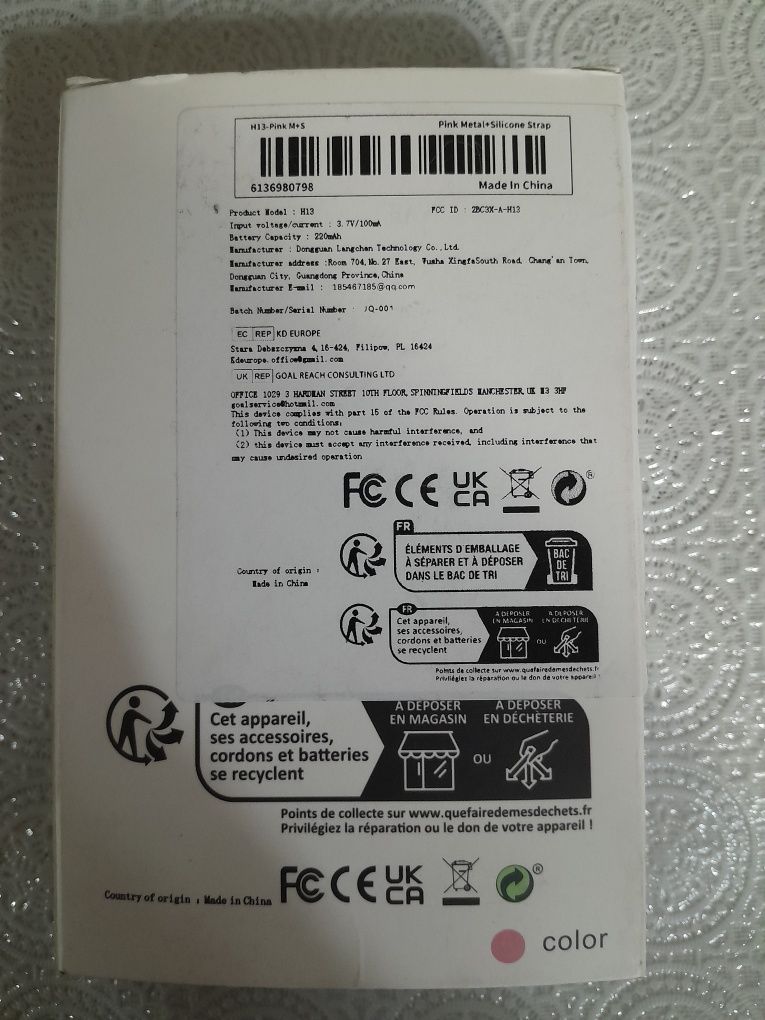 H13-Pink M+S Pink Metal+Silicone Strap
6136980798 Made In China
Product Model : H13 FCC ID : 2BC3X-A-H13
Input voltage/current : 3.7V/100mA
Battery Capacity : 220mAh
Manufacturer : Dongguan Langchen Technology Co., Ltd.
Manufacturer address :Room 704, No. 27 East, Yusha XingfaSouth Road, Chang'an Town,
Dongguan City, Guangdong Province, China
Manufacturer E-mail : 185467185@qq.com
Batch Number/Serial Number : JQ-001
EC REP KD EUROPE
Stara Debszczyzna 4, 16-424, Filipow, PL 16424
Kdeurope.office@gmail.com
UK REP GOAL REACH CONSULTING LTD
OFFICE 1029 3 HARDMAN STREET 10TH FLOOR, SPINNINGFIELDS MANCHESTER, UK M3 3HF
goalservice@hotmail.com
This device complies with part 15 of the FCC Rules. Operation is subject to the
following two conditions:
(1) This device may not cause harmful interference, and
(2) this device must accept any interference received, including interference that
may cause undesired operation
FC CE UK CA ®
FR
ÉLÉMENTS D'EMBALLAGE
À SÉPARER ET À DÉPOSER
DANS LE BAC DE TRI
BAC
DE
TRI
Country of origin :
Made in China
FR
Cet appareil,
ses accessoires,
cordons et batteries
se recyclent
À DÉPOSER
EN MAGASIN
OU
À DÉPOSER
EN DÉCHÈTERIE
Points de collecte sur www.quefairedemesdechets.fr
Privilégiez la réparation ou le don de votre appareil !
Cet appareil,
ses accessoires,
cordons et batteries
se recyclent
À DÉPOSER
EN MAGASIN
OU
À DÉPOSER
EN DÉCHÈTERIE
Points de collecte sur www.quefairedemesdechets.fr
Privilégiez la réparation ou le don de votre appareil !
Country of origin : Made in China FC CE UK CA ®
color